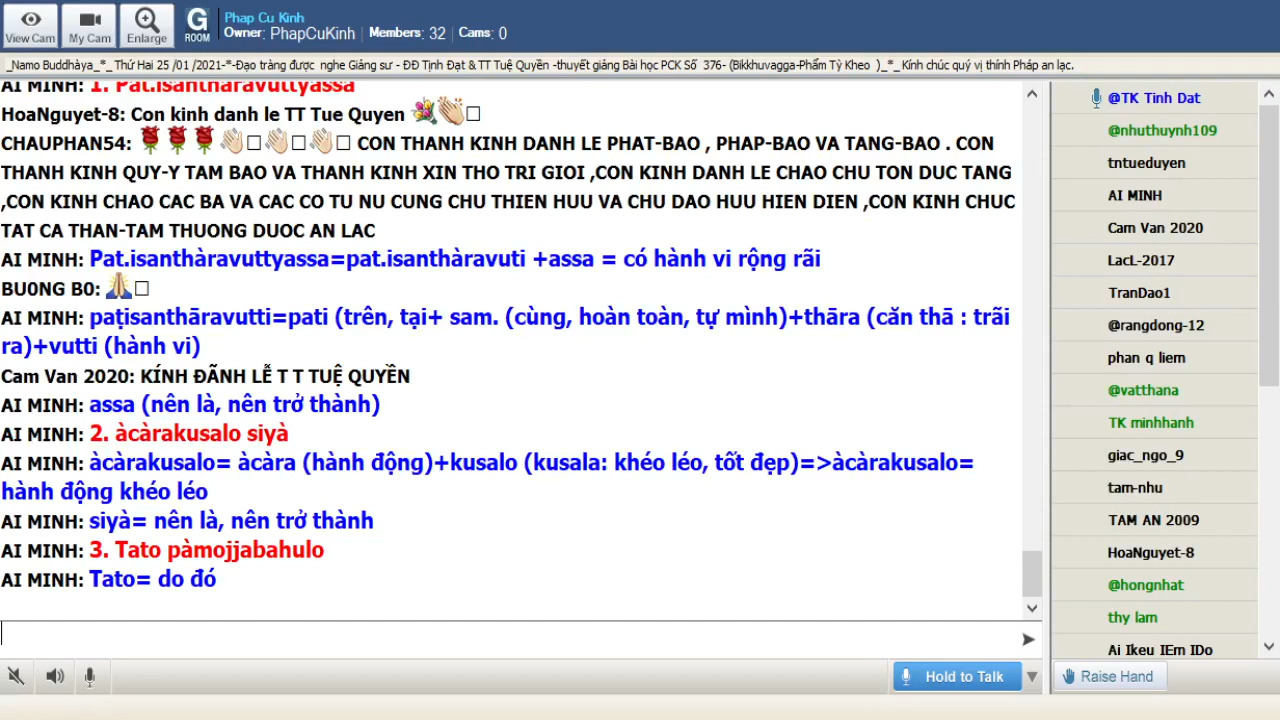 View Cam
My Cam
Enlarge
G
ROOM
Phap Cu Kinh
Owner: PhapCuKinh | Members: 32 | Cams: 0
_Namo Buddhàya_*_ Thứ Hai 25 /01 /2021-*-Đạo tràng được nghe Giảng sư - ĐĐ Tịnh Đạt & TT Tuệ Quyền -thuyết giảng Bài học PCK Số 376- (Bikkhuvagga-Phẩm Tỳ Kheo )_*_ Kính chúc quý vị thính Pháp an lạc.
AI MINH: 1. Pat.isanthàravuttyassa
HoaNguyet-8: Con kinh danh le TT Tue Quyen
CHAUPHAN54: CON THANH KINH DANH LE PHAT-BAO , PHAP-BAO VA TANG-BAO . CON
THANH KINH QUY-Y TAM BAO VA THANH KINH XIN THO TRI GIOI ,CON KINH DANH LE CHAO CHU TON DUC TANG
,CON KINH CHAO CAC BA VA CAC CO TU NU CUNG CHU THIEN HUU VA CHU DAO HUU HIEN DIEN ,CON KINH CHUC
TAT CA THAN-TAM THUONG DUOC AN LAC
AI MINH: Pat.isanthàravuttyassa=pat.isanthàravuti +assa = có hành vi rộng rãi
BU0NG B0:
AI MINH: paṭisanthāravutti=pati (trên, tại+ sam. (cùng, hoàn toàn, tự mình)+thāra (căn thā : trãi
ra)+vutti (hành vi)
Cam Van 2020: KÍNH ĐÃNH LỄ T T TUỆ QUYỀN
AI MINH: assa (nên là, nên trở thành)
AI MINH: 2. àcàrakusalo siyà
AI MINH: àcàrakusalo= àcàra (hành động)+kusalo (kusala: khéo léo, tốt đẹp)=>àcàrakusalo=
hành động khéo léo
AI MINH: siyà= nên là, nên trở thành
AI MINH: 3. Tato pàmojjabahulo
AI MINH: Tato= do đó
@TK Tinh Dat
@nhuthuynh109
tntueduyen
AI MINH
Cam Van 2020
LacL-2017
TranDao1
@rangdong-12
phan q liem
@vatthana
TK minhhanh
giac_ngo_9
tam-nhu
TAM AN 2009
HoaNguyet-8
@hongnhat
thy lam
Ai Ikeu IEm IDo
Hold to Talk
Raise Hand